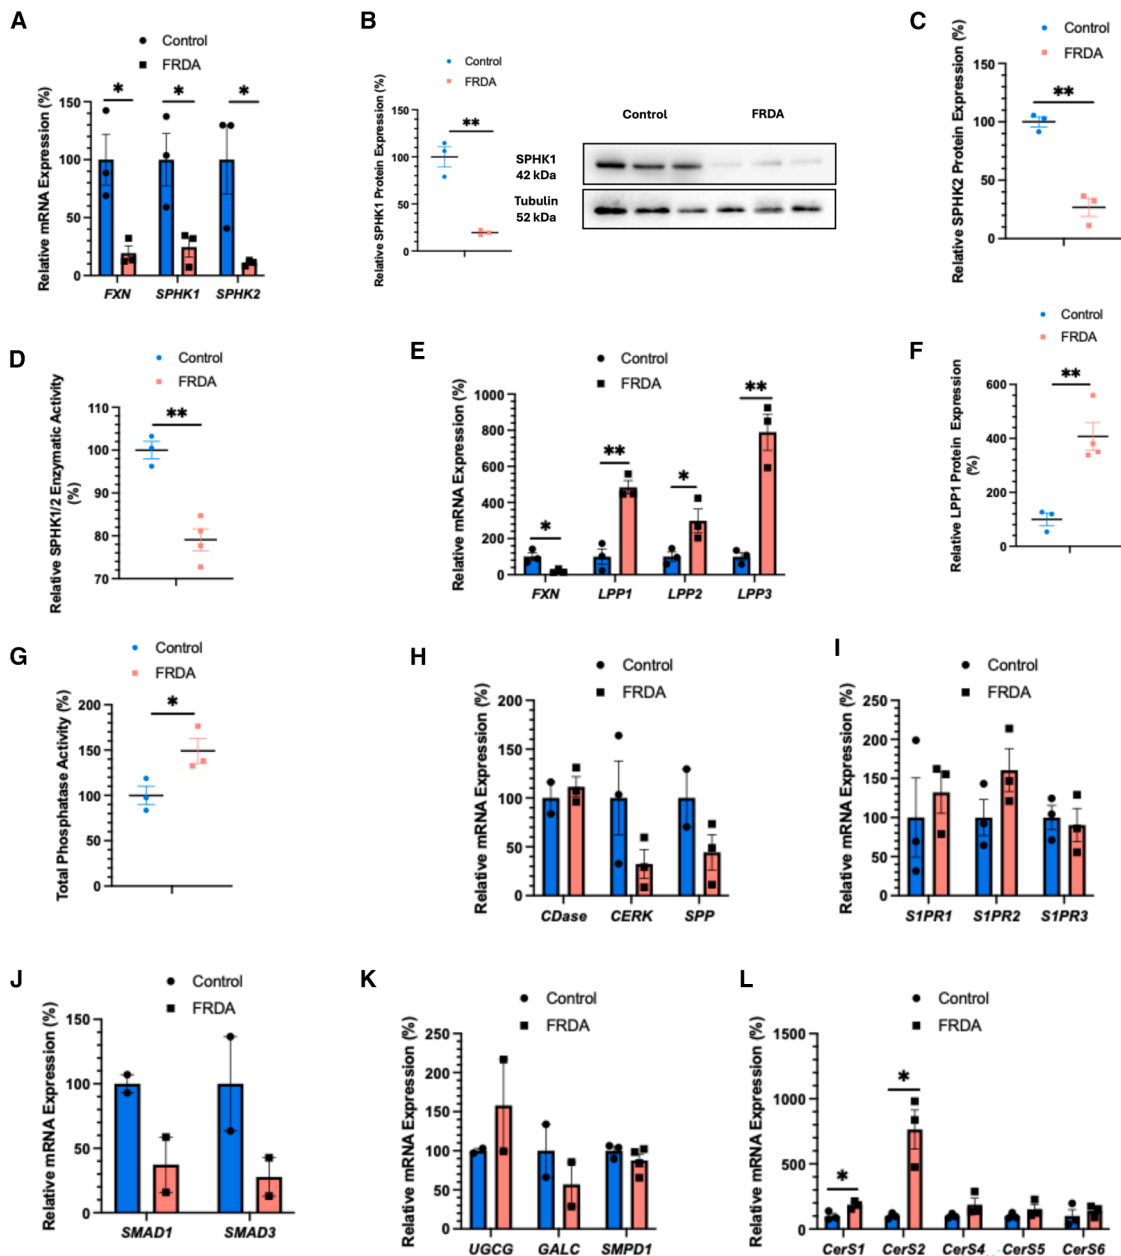 A
Control
FRDA
Relative mRNA Expression (%)
150
100
50
0
*
*
*
FXN
SPHK1
SPHK2
B
Control
FRDA
Relative SPHK1 Protein Expression (%)
150
100
50
0
**
Control
FRDA
SPHK1
42 kDa
Tubulin
52 kDa
C
Control
FRDA
Relative SPHK2 Protein Expression (%)
150
100
50
0
**
D
Control
FRDA
Relative SPHK1/2 Enzymatic Activity
(%)
110
100
90
80
70
**
E
Control
FRDA
Relative mRNA Expression (%)
1000
800
600
400
200
0
*
**
*
**
FXN
LPP1
LPP2
LPP3
F
Control
FRDA
Relative LPP1 Protein Expression
(%)
600
400
200
0
**
G
Control
FRDA
Total Phosphatase Activity (%)
200
150
100
50
0
*
H
Control
FRDA
Relative mRNA Expression (%)
200
150
100
50
0
CDase
CERK
SPP
I
Control
FRDA
Relative mRNA Expression (%)
250
200
150
100
50
0
S1PR1
S1PR2
S1PR3
J
Control
FRDA
Relative mRNA Expression (%)
150
100
50
0
SMAD1
SMAD3
K
Control
FRDA
Relative mRNA Expression (%)
250
200
150
100
50
0
UGCG
GALC
SMPD1
L
Control
FRDA
Relative mRNA Expression (%)
1500
1000
500
0
*
*
CerS1
CerS2
CerS4
CerS5
CerS6